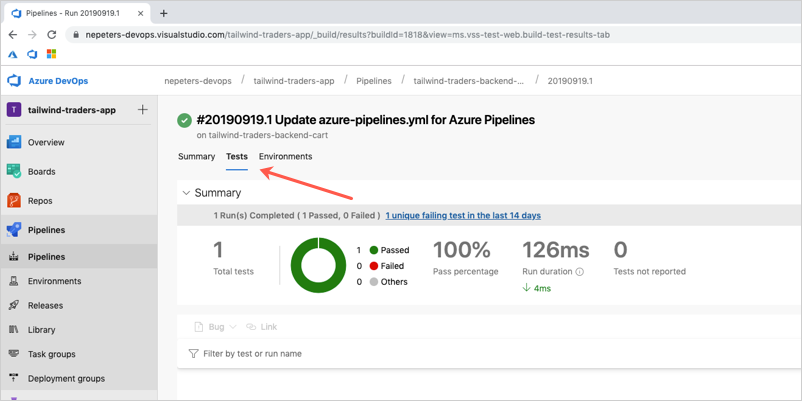 Pipelines - Run 20190919.1
nepeters-devops.visualstudio.com/tailwind-traders-app/_build/results?buildId=1818&view=ms.vss-test-web.build-test-results-tab
Azure DevOps
nepeters-devops / tailwind-traders-app / Pipelines / tailwind-traders-backend-... / 20190919.1
T tailwind-traders-app
Overview
Boards
Repos
Pipelines
Pipelines
Environments
Releases
Library
Task groups
Deployment groups
#20190919.1 Update azure-pipelines.yml for Azure Pipelines
on tailwind-traders-backend-cart
Summary Tests Environments
Summary
1 Run(s) Completed ( 1 Passed, 0 Failed ) 1 unique failing test in the last 14 days
1
Total tests
1 Passed
0 Failed
0 Others
100%
Pass percentage
126ms
Run duration
4ms
0
Tests not reported
Bug Link
Filter by test or run name